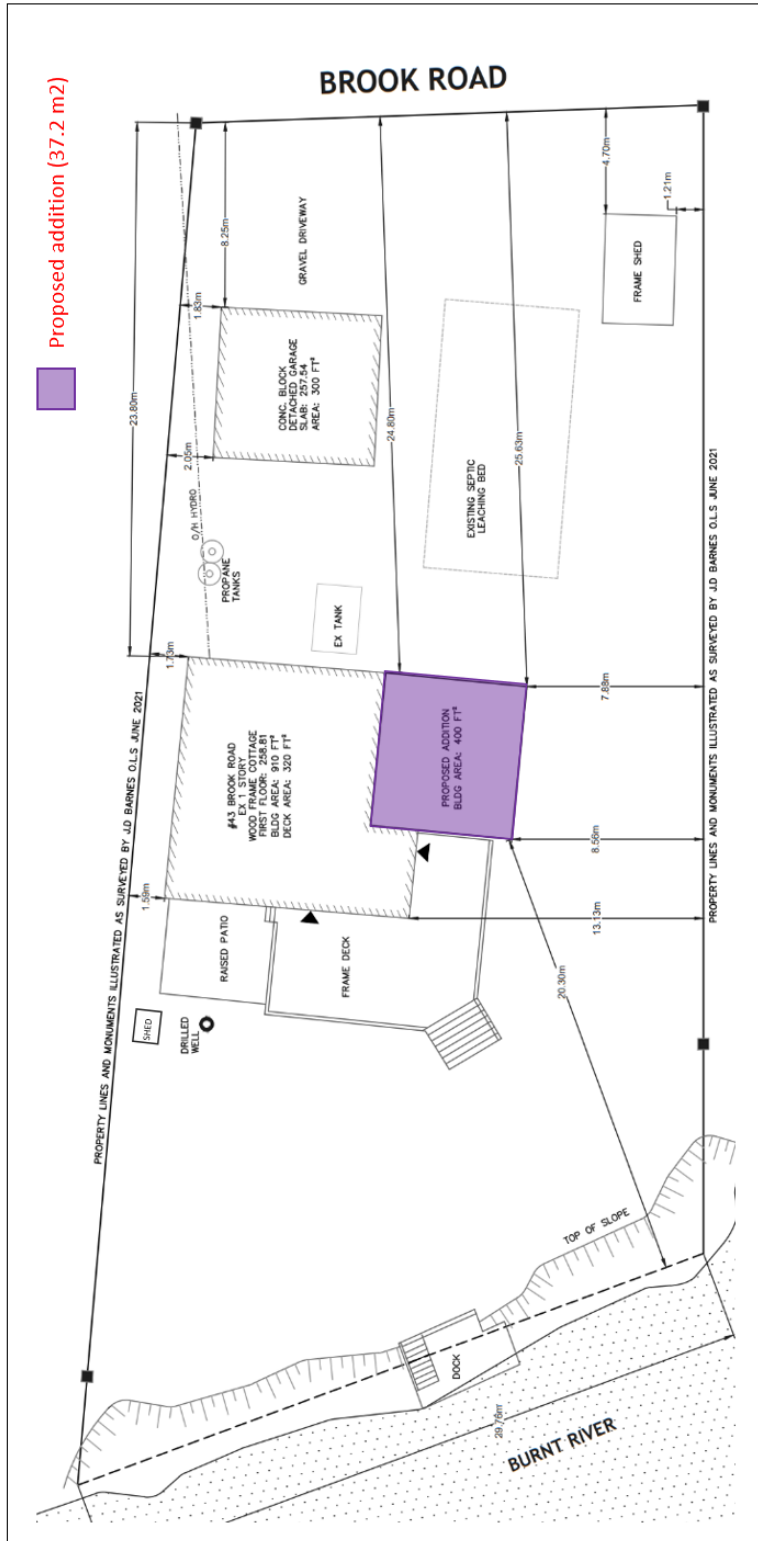 BROOK ROAD
Proposed addition (37.2 m2)
4.70m
1.21m
FRAME SHED
8.25m
GRAVEL DRIVEWAY
1.83m
23.80m
CONC. BLOCK
DETACHED GARAGE
SLAB: 257.54
AREA: 300 FT²
24.80m
25.63m
2.05m
O/H HYDRO
EXISTING SEPTIC
LEACHING BED
PROPANE
TANKS
EX TANK
1.73m
7.88m
PROPERTY LINES AND MONUMENTS ILLUSTRATED AS SURVEYED BY J.D BARNES O.L.S JUNE 2021
#43 BROOK ROAD
EX 1 STORY
WOOD FRAME COTTAGE
FIRST FLOOR: 258.81
BLDG AREA: 910 FT²
DECK AREA: 320 FT²
PROPOSED ADDITION
BLDG AREA: 400 FT²
8.56m
1.59m
13.13m
RAISED PATIO
FRAME DECK
20.30m
SHED
DRILLED
WELL
PROPERTY LINES AND MONUMENTS ILLUSTRATED AS SURVEYED BY J.D BARNES O.L.S JUNE 2021
TOP OF SLOPE
DOCK
29.76m
BURNT RIVER